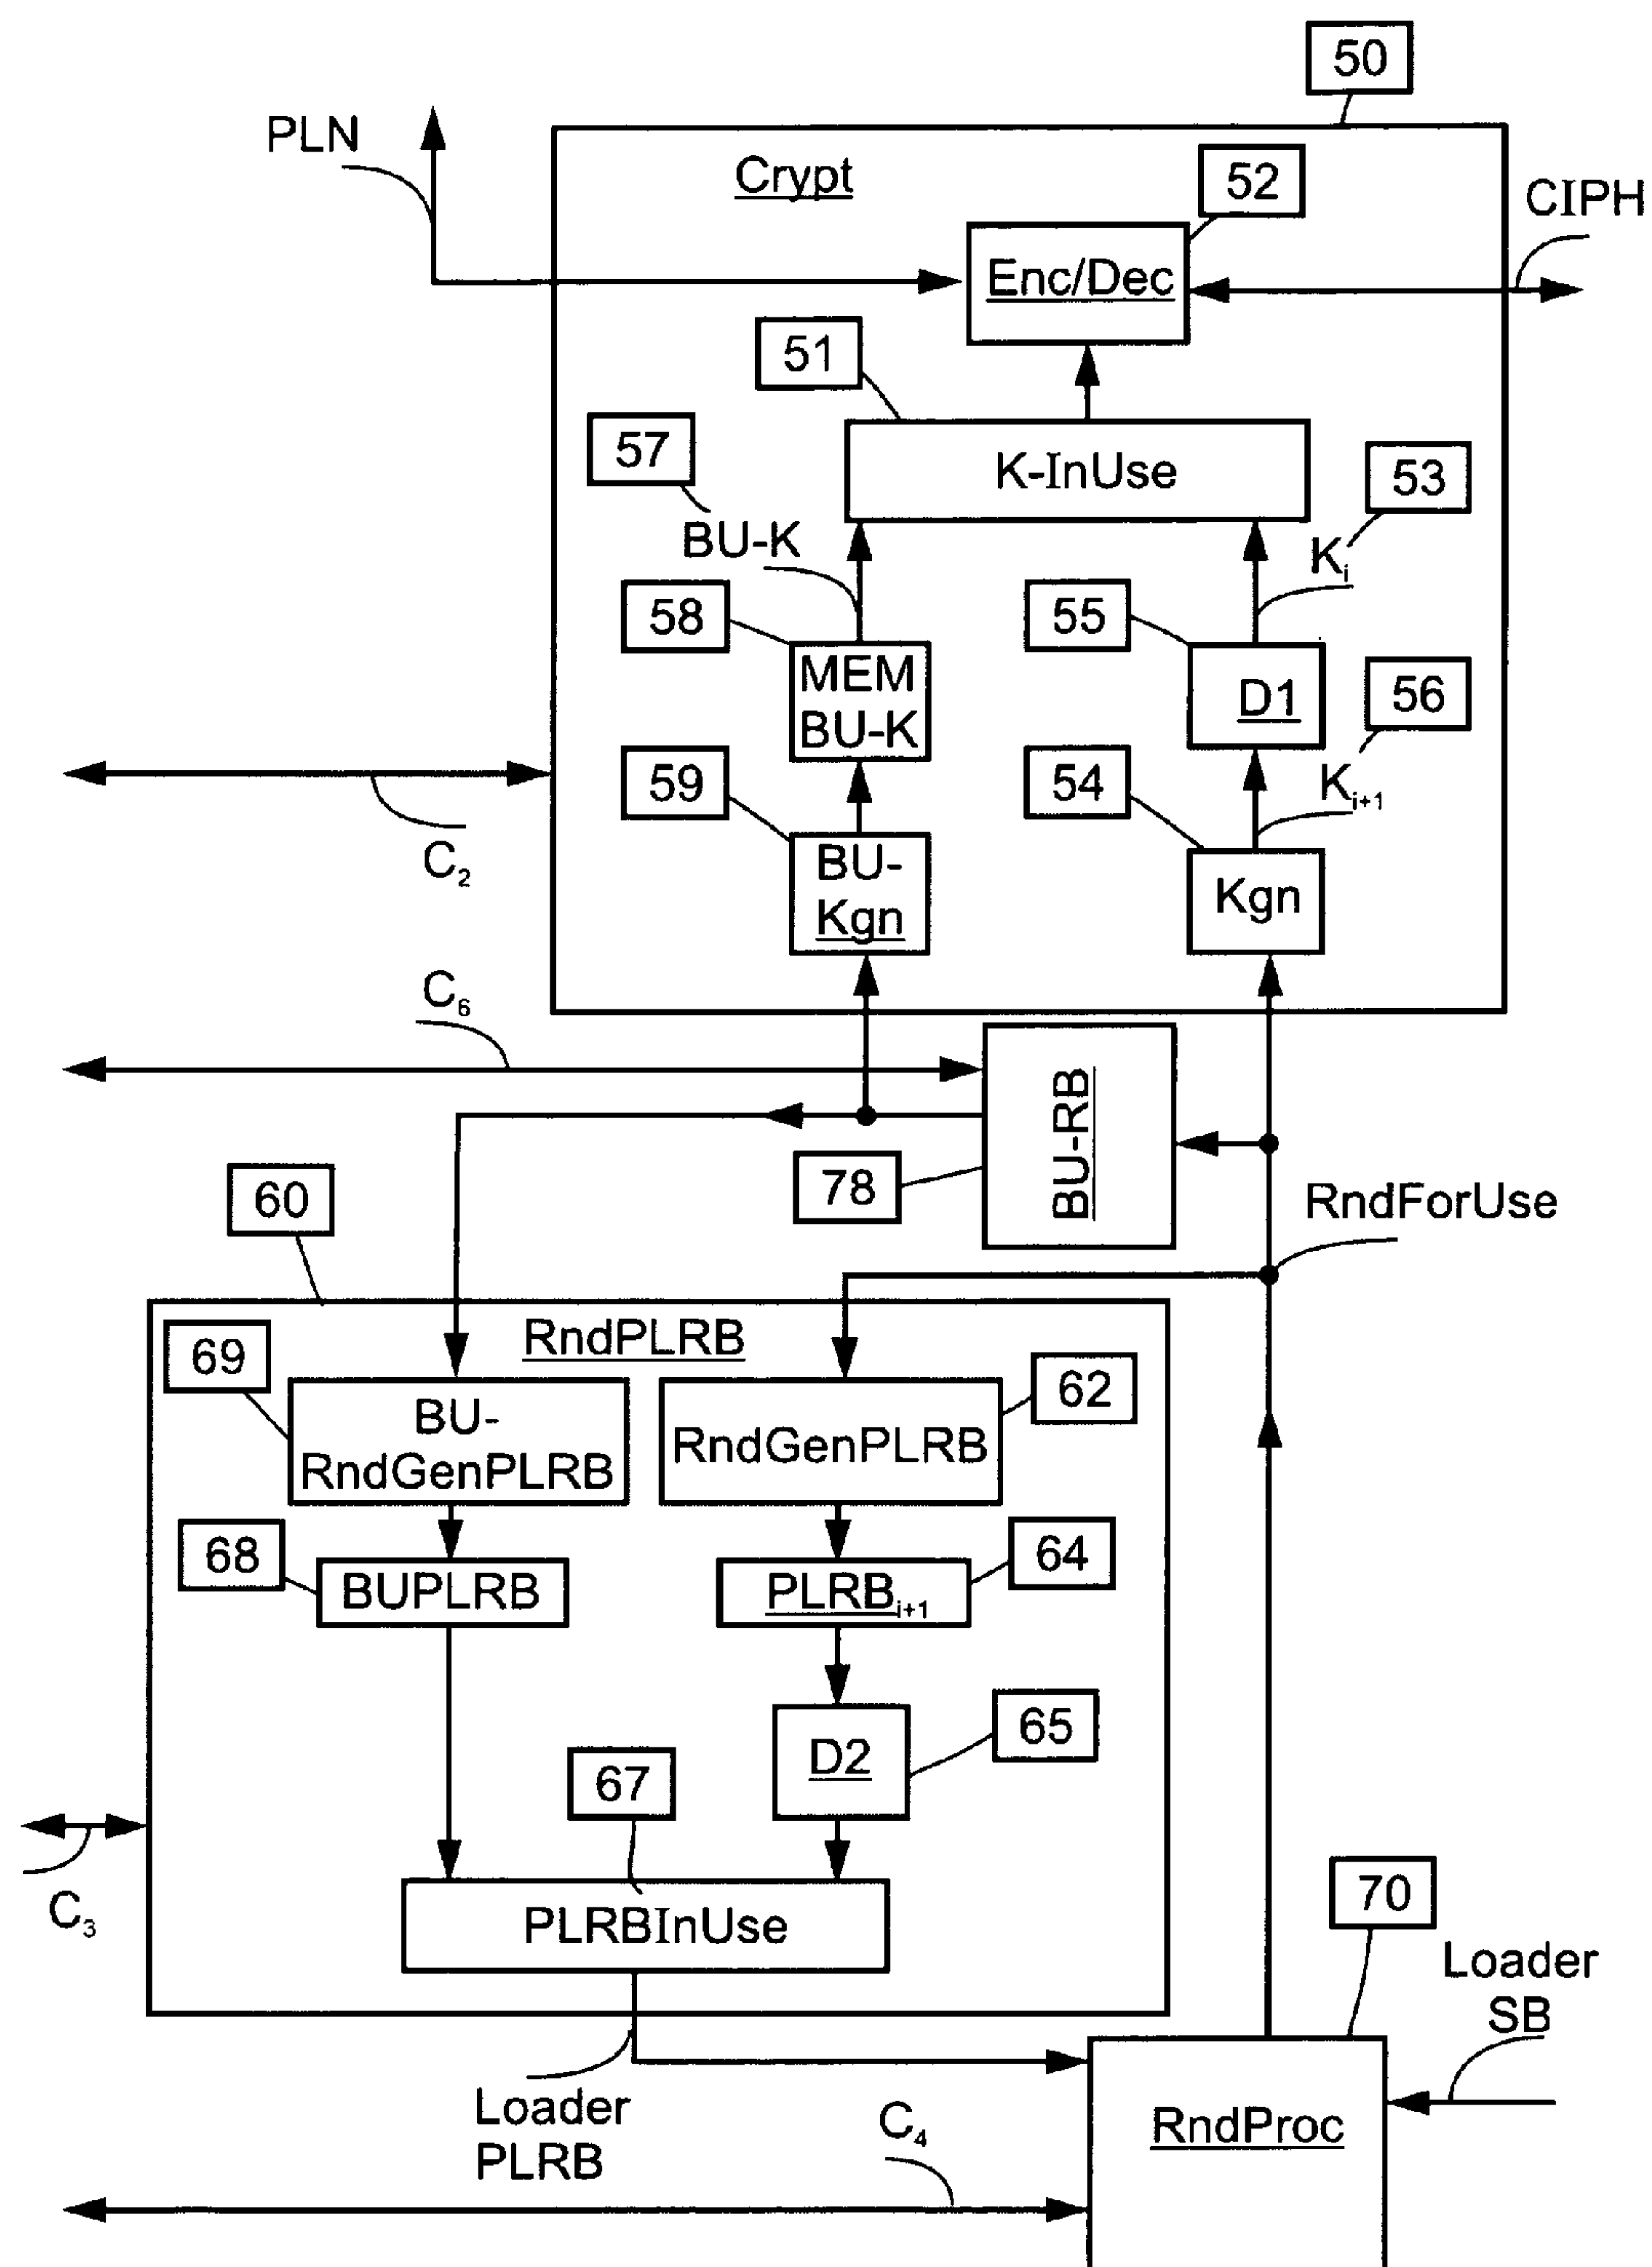 50
PLN
Crypt
52
CIPH
Enc/Dec
51
57
K-InUse
53
BU-K
Ki
58
55
MEM
BU-K
D1
56
59
54
Ki+1
C2
BU-
Kgn
Kgn
C6
BU-RB
78
60
RndForUse
RndPLRB
69
62
BU-
RndGenPLRB
RndGenPLRB
68
64
BUPLRB
PLRBi+1
65
D2
67
C3
PLRBInUse
70
Loader
SB
Loader
PLRB
C4
RndProc